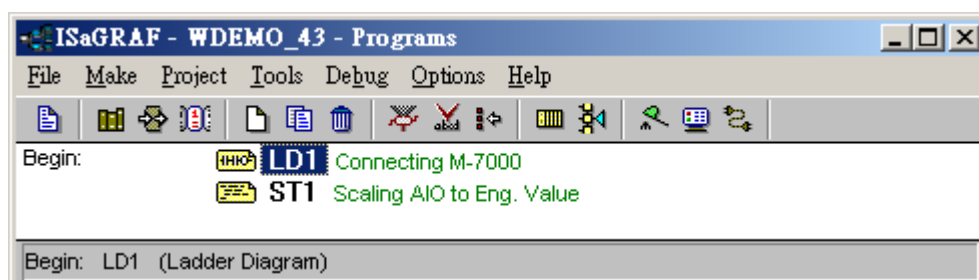 ISaGRAF - WDEMO_43 - Programs
File Make Project Tools Debug Options Help
Begin: LD1 Connecting M-7000
ST1 Scaling AIO to Eng. Value
Begin: LD1 (Ladder Diagram)